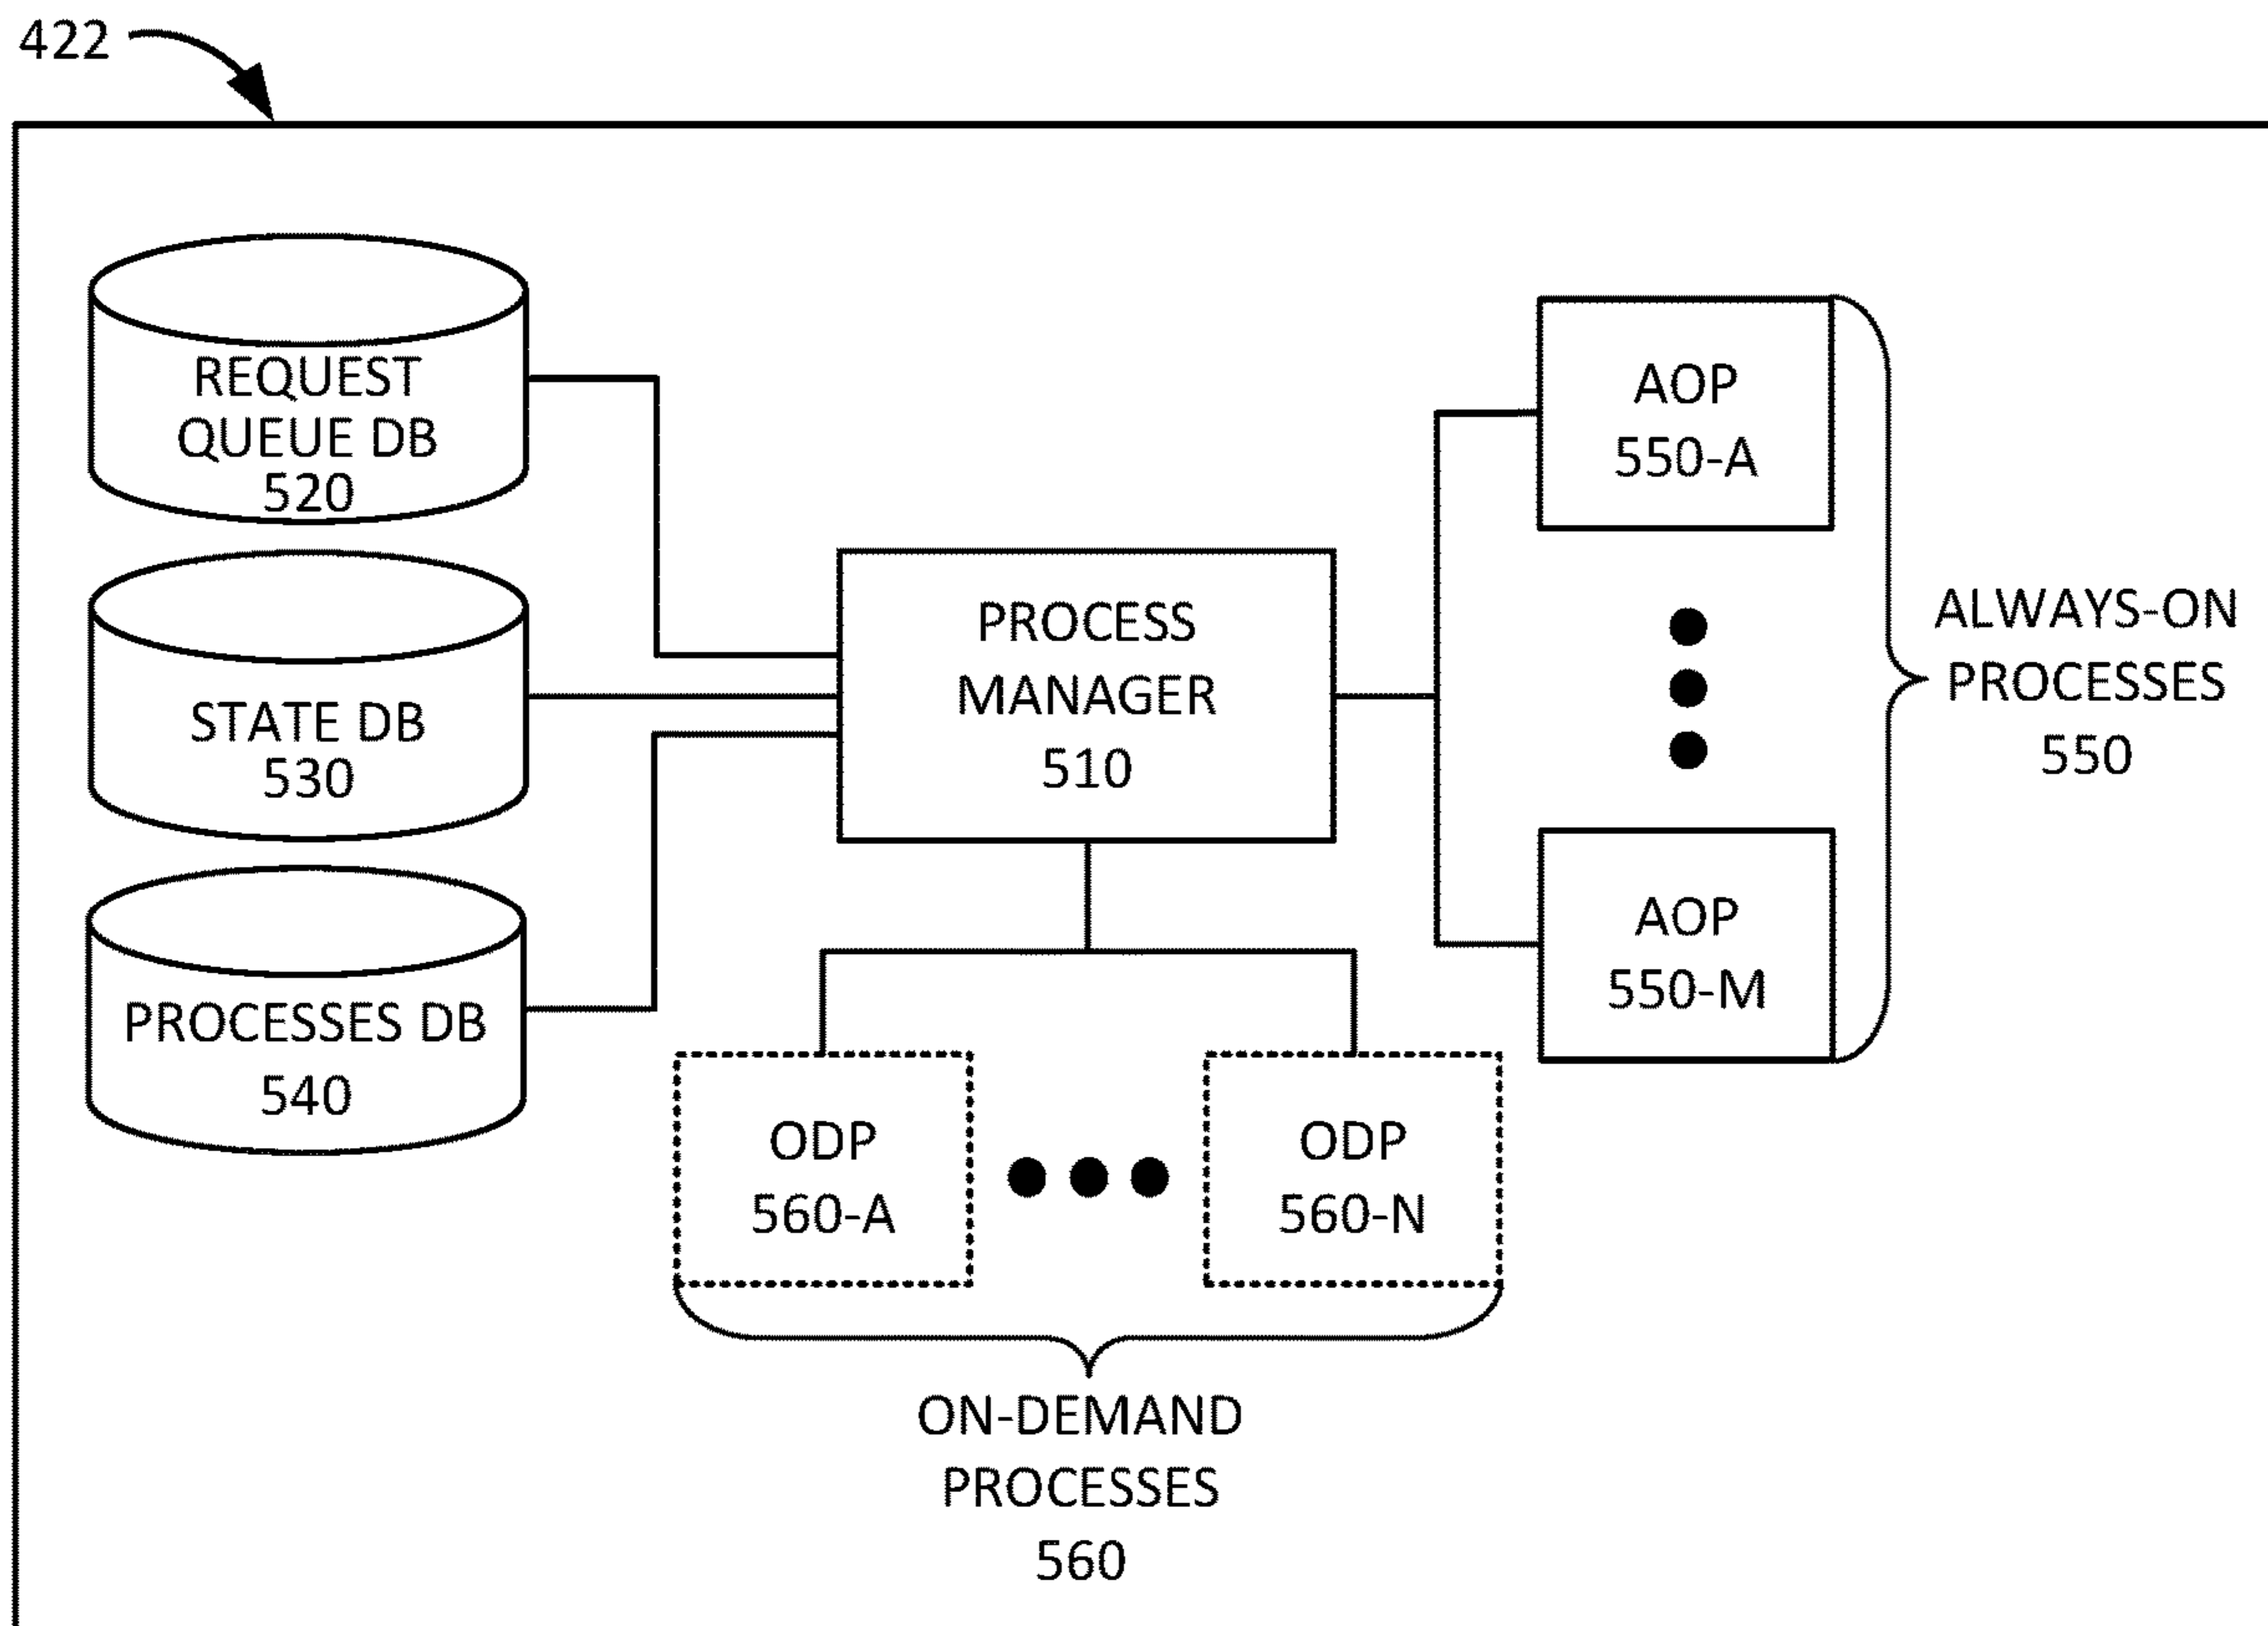 422
REQUEST
QUEUE DB
520
STATE DB
530
PROCESSES DB
540
PROCESS
MANAGER
510
AOP
550-A
AOP
550-M
ALWAYS-ON
PROCESSES
550
ODP
560-A
ODP
560-N
ON-DEMAND
PROCESSES
560